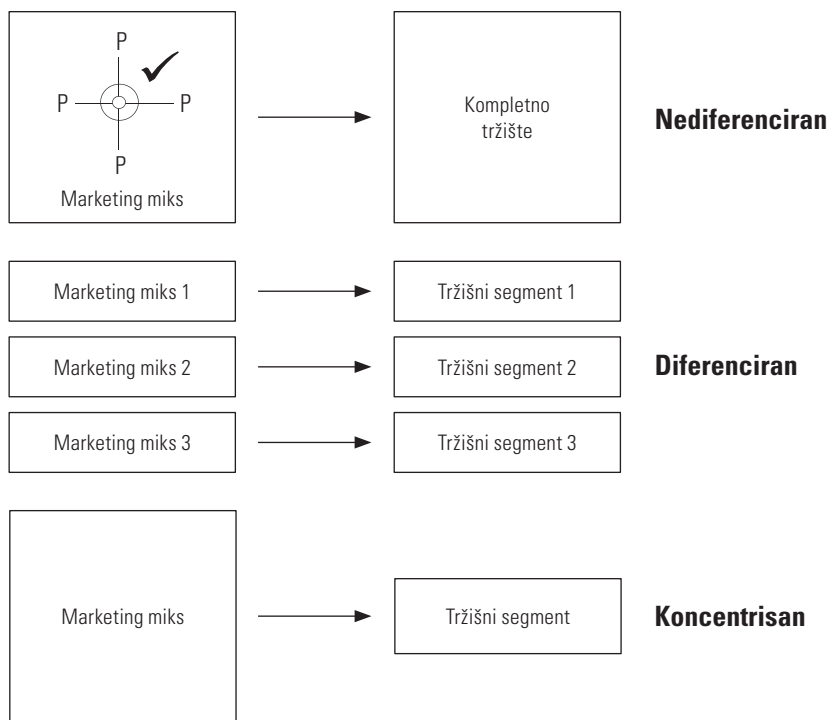 P
P P
P
Marketing miks
Kompletno
tržište
Nediferenciran
Marketing miks 1
Tržišni segment 1
Marketing miks 2
Tržišni segment 2
Diferenciran
Marketing miks 3
Tržišni segment 3
Marketing miks
Tržišni segment
Koncentrisan